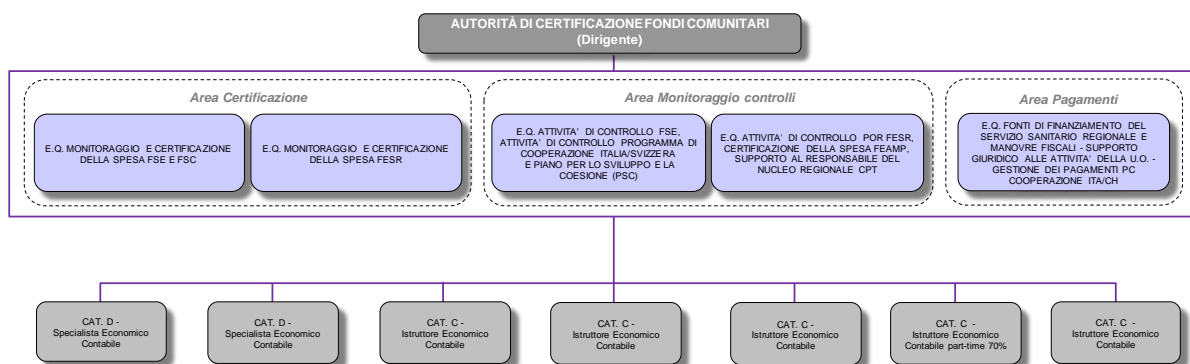 AUTORITÀ DI CERTIFICAZIONE FONDI COMUNITARI
(Dirigente)
Area Certificazione
E.Q. MONITORAGGIO E CERTIFICAZIONE
DELLA SPESA FSE E FSC
E.Q. MONITORAGGIO E CERTIFICAZIONE
DELLA SPESA FESR
Area Monitoraggio controlli
E.Q. ATTIVITA' DI CONTROLLO FSE,
ATTIVITA' DI CONTROLLO PROGRAMMA DI
COOPERAZIONE ITALIA/SVIZZERA
E PIANO PER LO SVILUPPO E LA
COESIONE (PSC)
E.Q. ATTIVITA' DI CONTROLLO POR FESR,
CERTIFICAZIONE DELLA SPESA FEAMP,
SUPPORTO AL RESPONSABILE DEL
NUCLEO REGIONALE CPT
Area Pagamenti
E.Q. FONTI DI FINANZIAMENTO DEL
SERVIZIO SANITARIO REGIONALE E
MANOVRE FISCALI - SUPPORTO
GIURIDICO ALLE ATTIVITA' DELLA U.O. -
GESTIONE DEI PAGAMENTI PC
COOPERAZIONE ITA/CH
CAT. D -
Specialista Economico
Contabile
CAT. D -
Specialista Economico
Contabile
CAT. C -
Istruttore Economico
Contabile
CAT. C -
Istruttore Economico
Contabile
CAT. C -
Istruttore Economico
Contabile
CAT. C -
Istruttore Economico
Contabile part-time 70%
CAT. C -
Istruttore Economico
Contabile